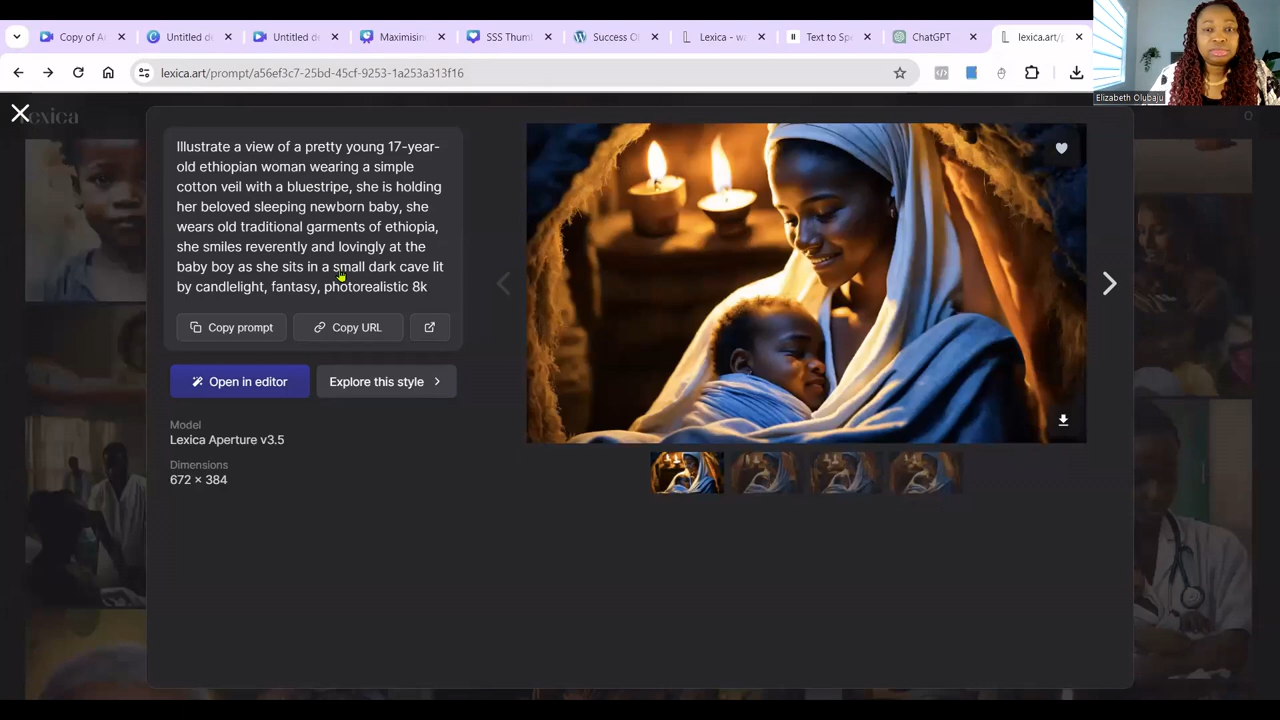 Copy of A
Untitled de
Untitled de
Maximisin
SSS Thum
Success O
Lexica - w
Text to Spe
ChatGPT
lexica.art/p
lexica.art/prompt/a56ef3c7-25bd-45cf-9253-1a253a313f16
Elizabeth Olubaju
exica
Illustrate a view of a pretty young 17-year-
old ethiopian woman wearing a simple
cotton veil with a bluestripe, she is holding
her beloved sleeping newborn baby, she
wears old traditional garments of ethiopia,
she smiles reverently and lovingly at the
baby boy as she sits in a small dark cave lit
by candlelight, fantasy, photorealistic 8k
Copy prompt
Copy URL
Open in editor
Explore this style
Model
Lexica Aperture v3.5
Dimensions
672 × 384